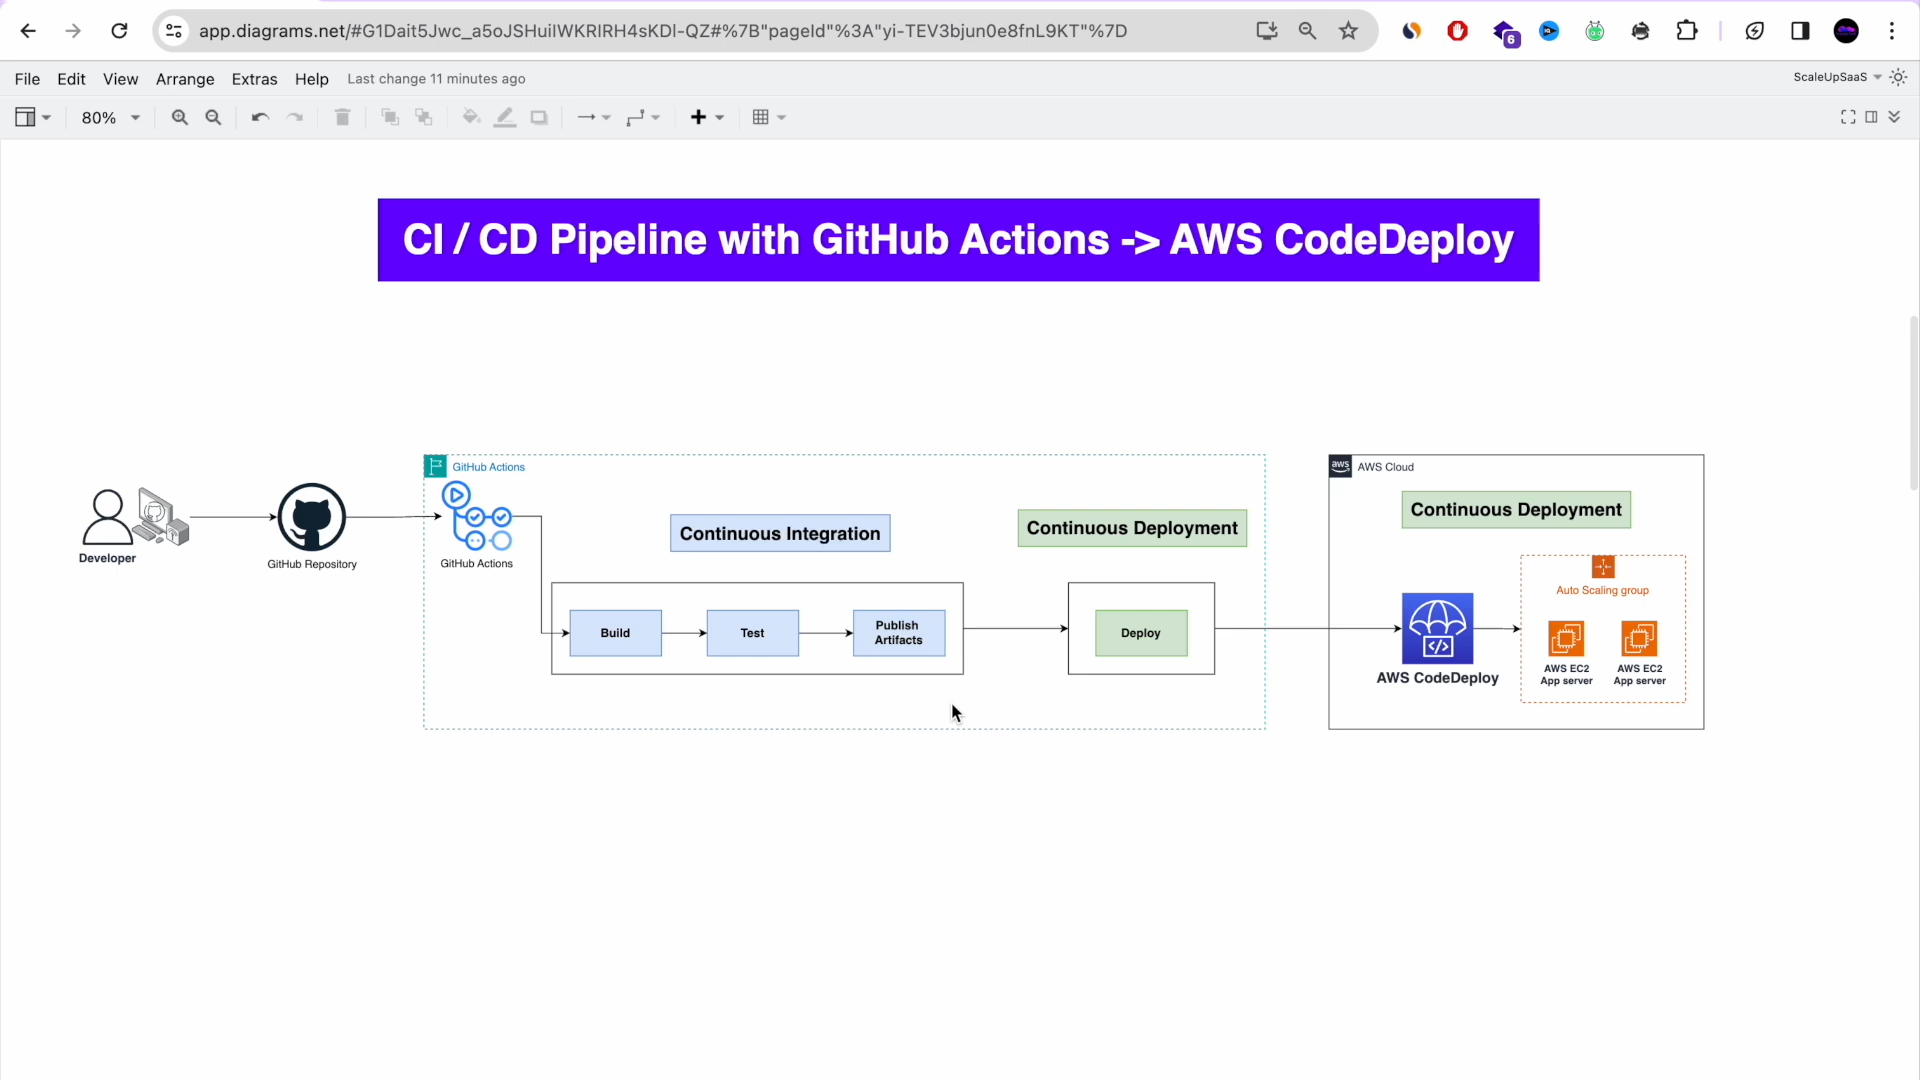 app.diagrams.net/#G1Dait5Jwc_a5oJSHuilWKRlRH4sKDl-QZ#%7B"pageId"%3A"yi-TEV3bjun0e8fnL9KT"%7D
6
File Edit View Arrange Extras Help Last change 11 minutes ago
ScaleUpSaaS
80%
CI / CD Pipeline with GitHub Actions -> AWS CodeDeploy
GitHub Actions
aws AWS Cloud
Continuous Deployment
Continuous Integration
Continuous Deployment
Developer
GitHub Repository
GitHub Actions
Auto Scaling group
Build
Test
Publish
Artifacts
Deploy
AWS CodeDeploy
AWS EC2
App server
AWS EC2
App server